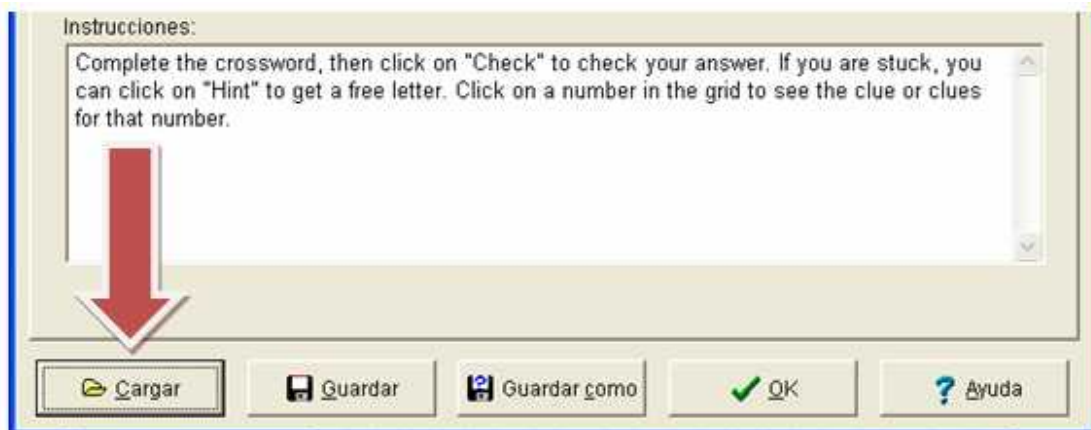 Instrucciones:
Complete the crossword, then click on "Check" to check your answer. If you are stuck, you
can click on "Hint" to get a free letter. Click on a number in the grid to see the clue or clues
for that number.
Cargar Guardar Guardar como OK Ayuda